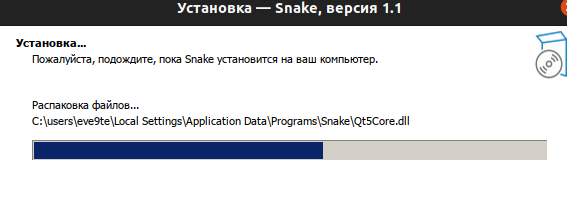 Установка — Snake, версия 1.1
Установка...
Пожалуйста, подождите, пока Snake установится на ваш компьютер.
Распаковка файлов...
C:\users\eve9te\Local Settings\Application Data\Programs\Snake\Qt5Core.dll